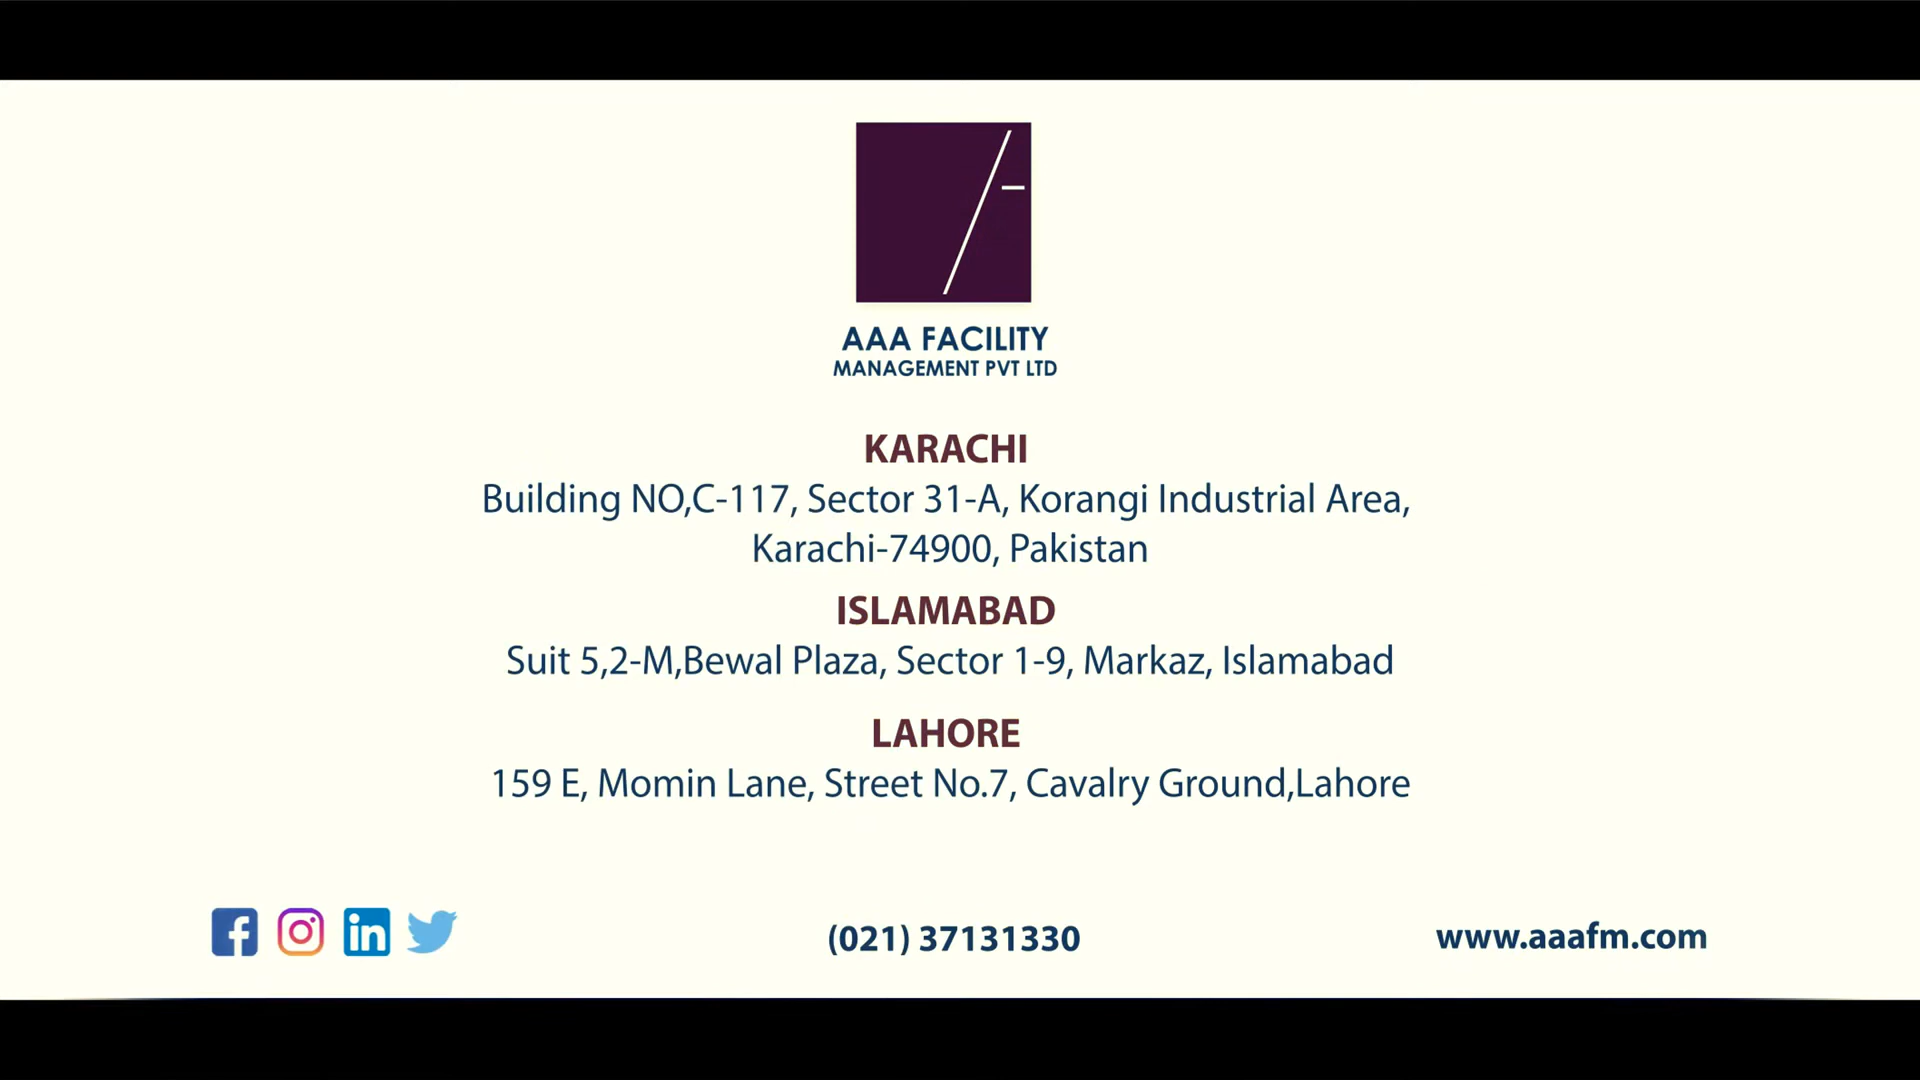 AAA FACILITY
MANAGEMENT PVT LTD
KARACHI
Building NO,C-117, Sector 31-A, Korangi Industrial Area,
Karachi-74900, Pakistan
ISLAMABAD
Suit 5,2-M,Bewal Plaza, Sector 1-9, Markaz, Islamabad
LAHORE
159 E, Momin Lane, Street No.7, Cavalry Ground,Lahore
(021) 37131330
www.aaafm.com